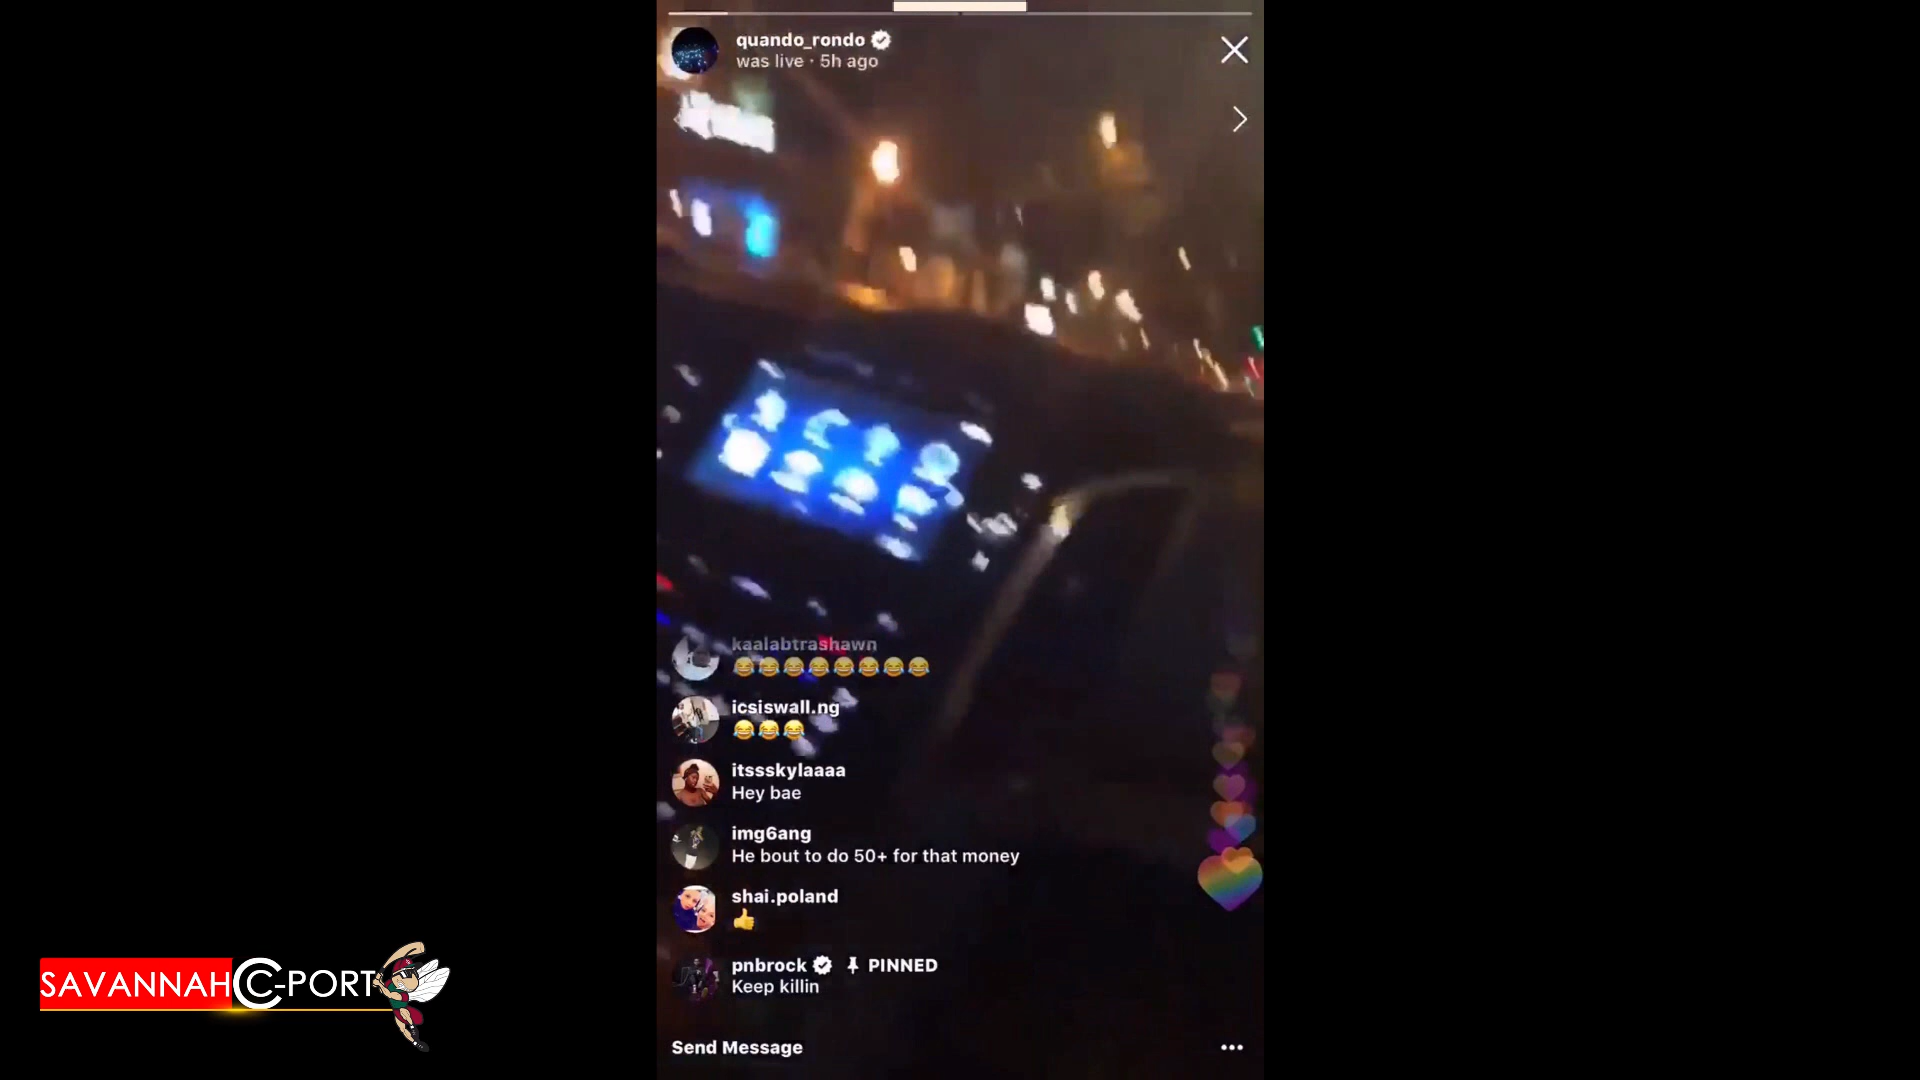 quando_rondo
was live · 5h ago
kaalabtrashawn
😂😂😂😂😂😂😂😂
icsiswall.ng
😂😂😂
itssskylaaaa
Hey bae
img6ang
He bout to do 50+ for that money
shai.poland
👍
pnbrock PINNED
Keep killin
Send Message
SAVANNAH C-PORT